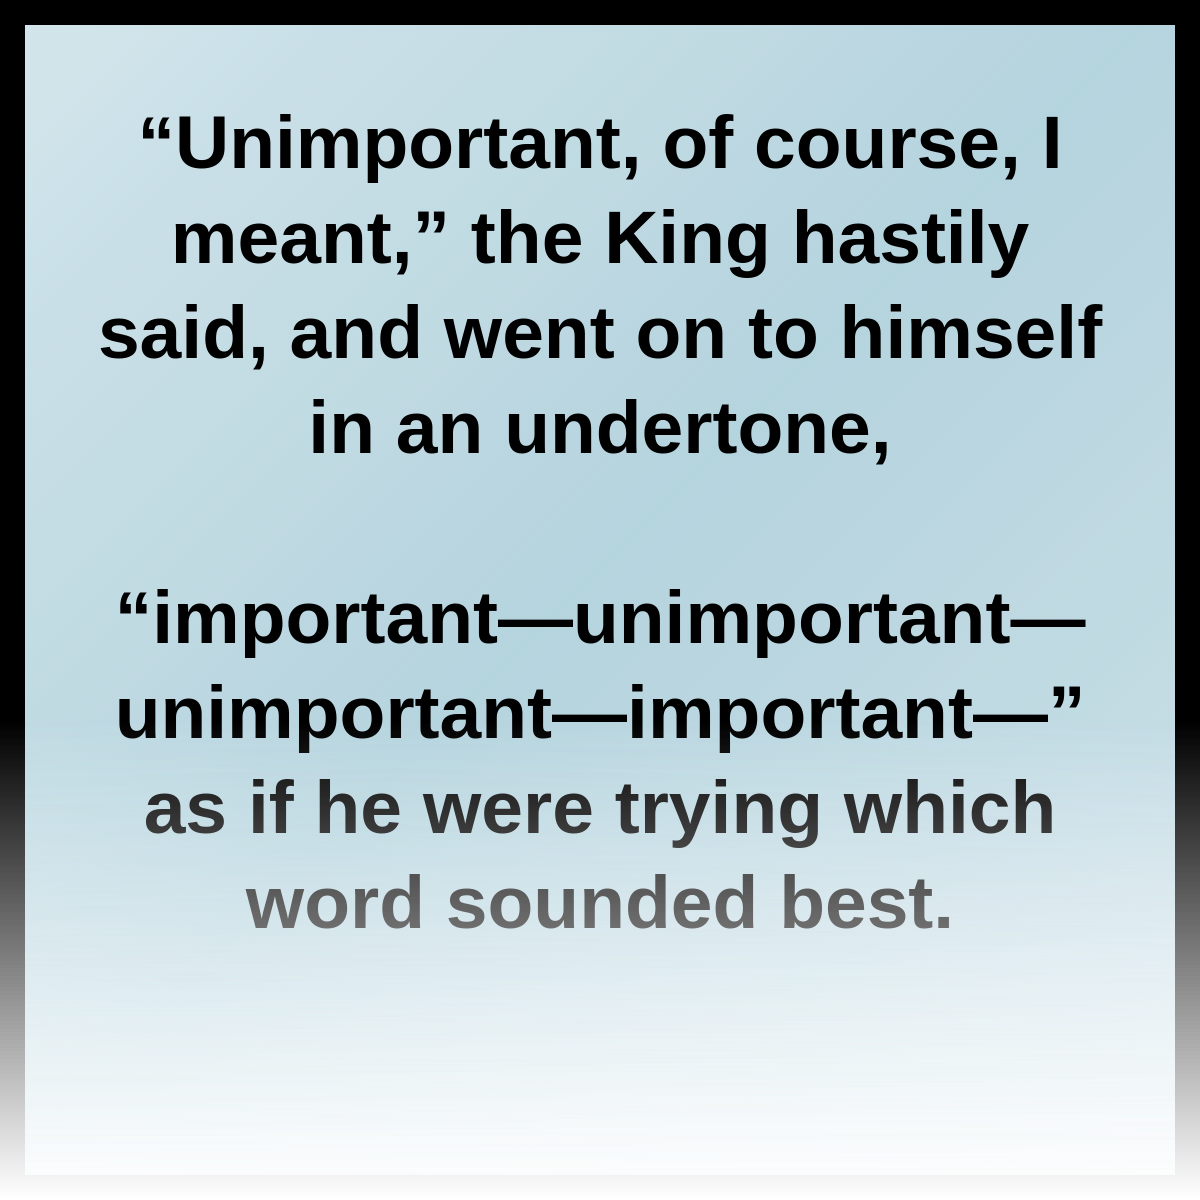 “Unimportant, of course, I
meant,” the King hastily
said, and went on to himself
in an undertone,
“important—unimportant—
unimportant—important—”
as if he were trying which
word sounded best.